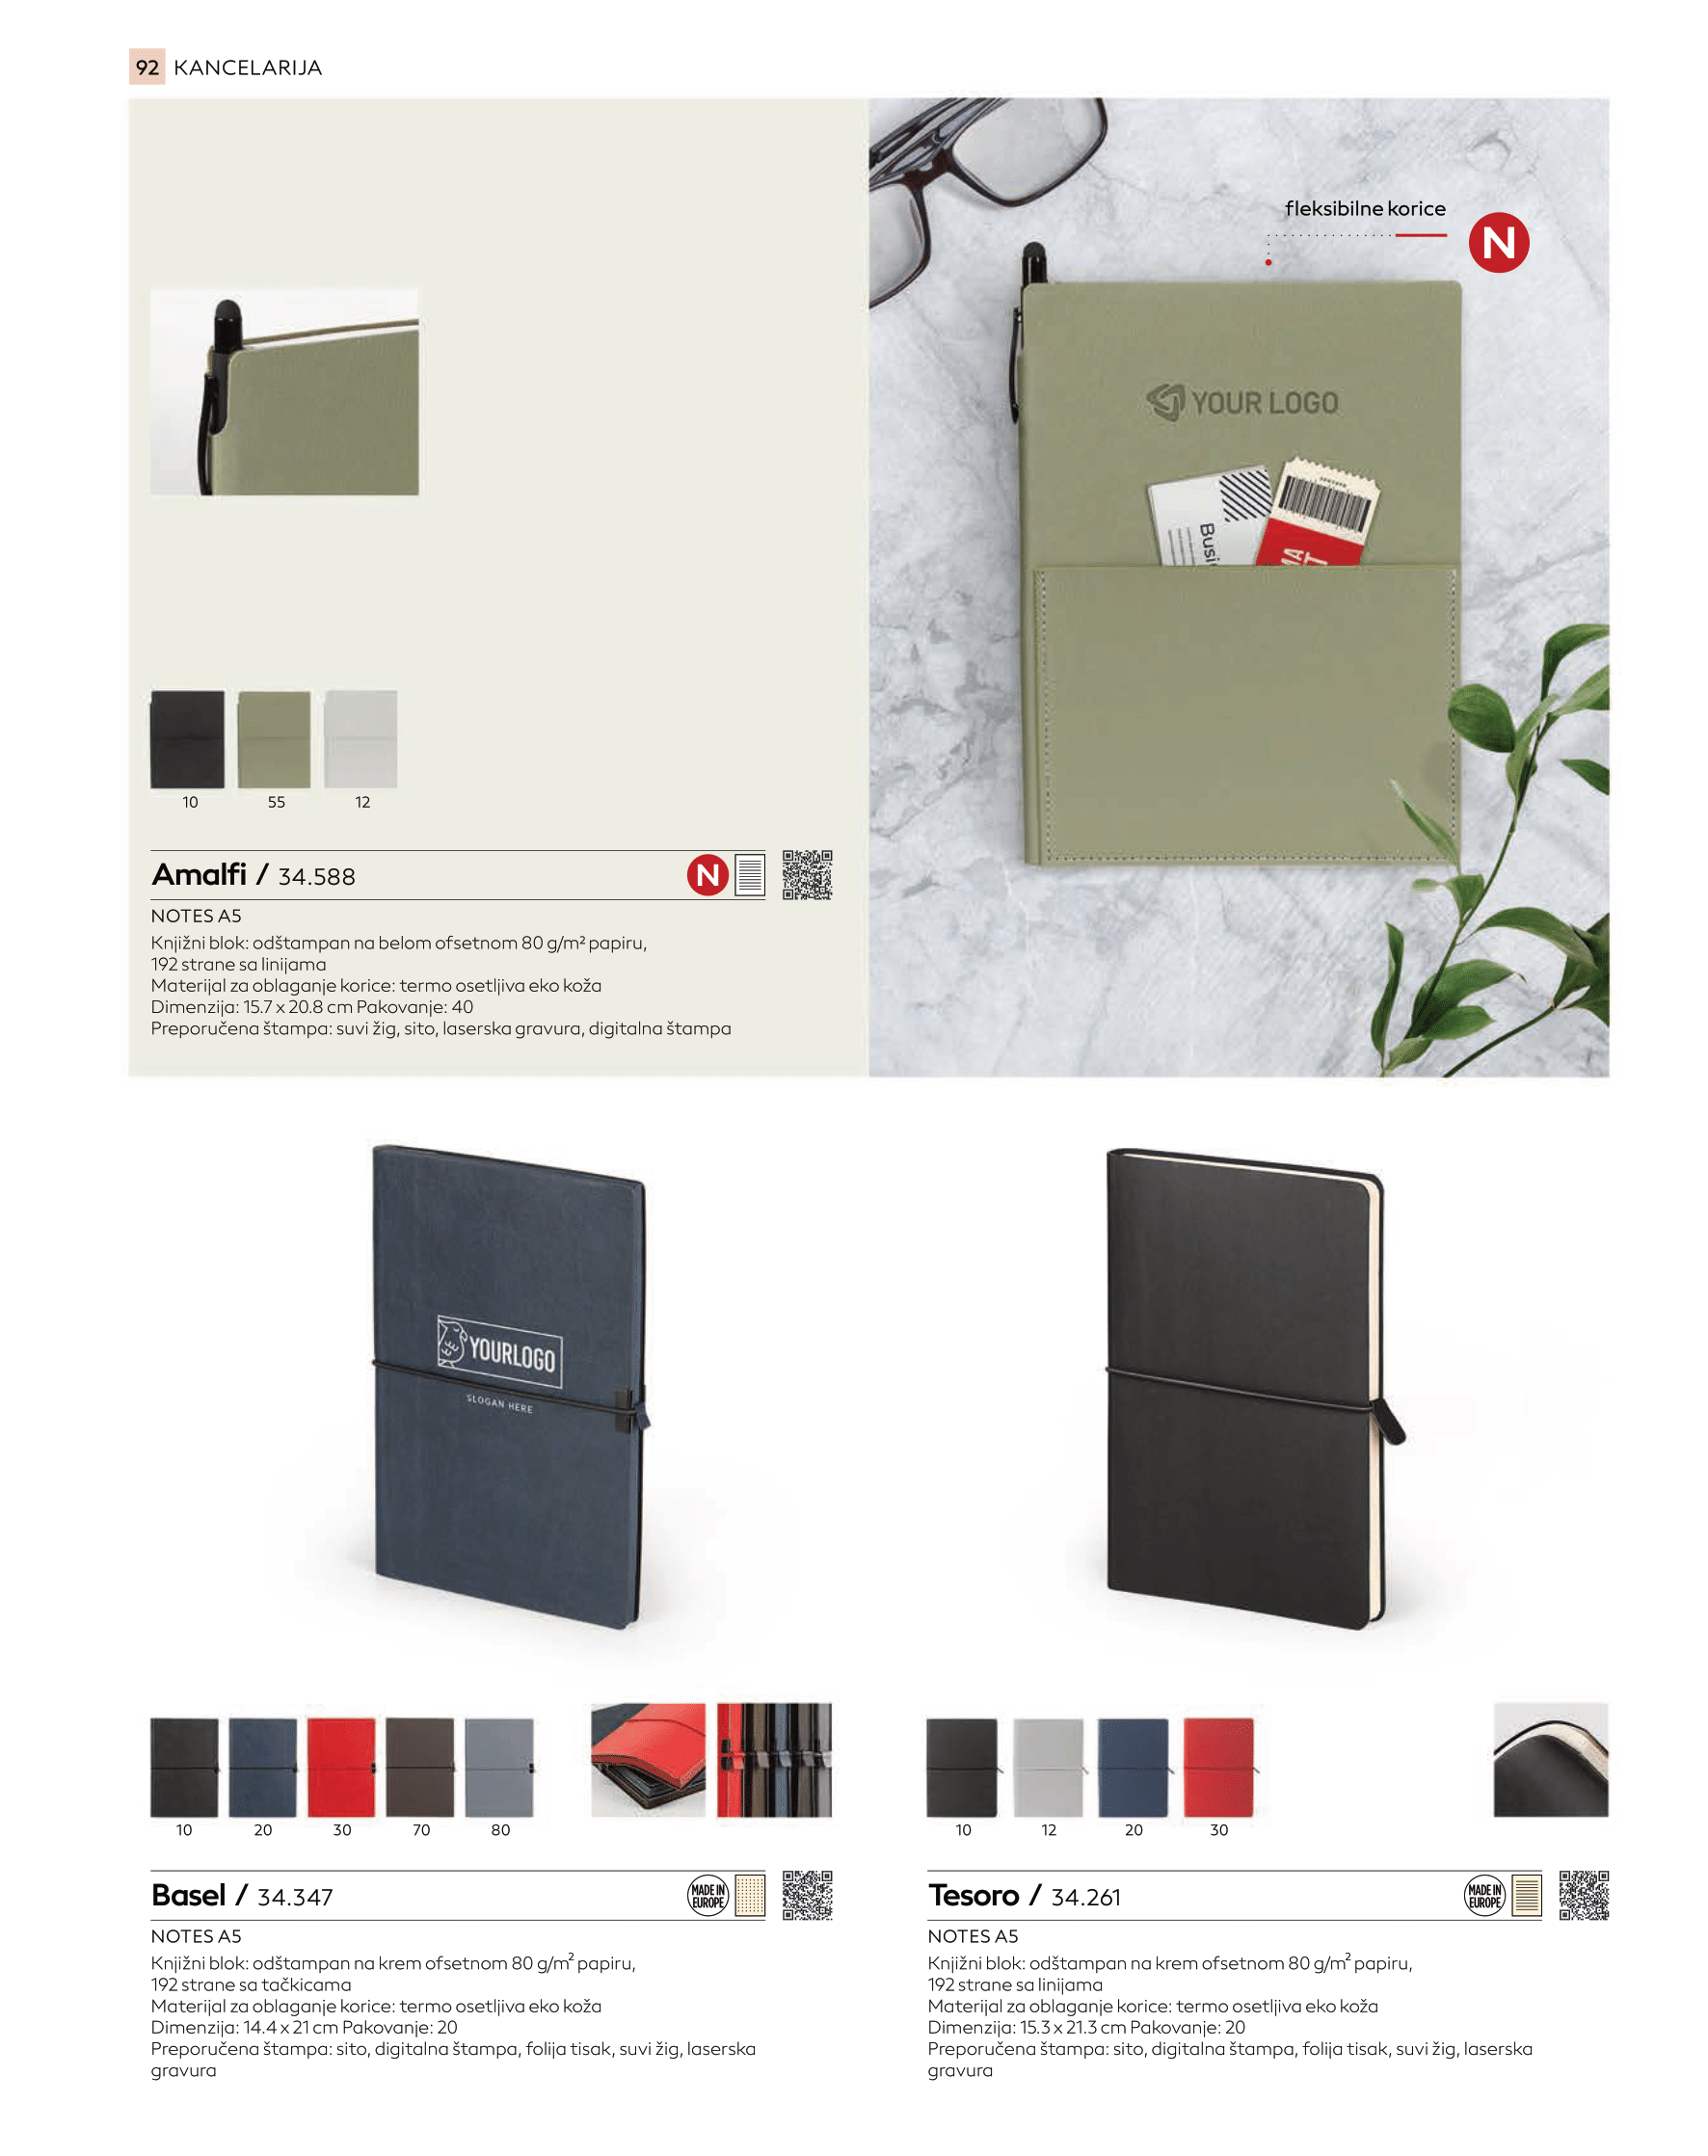 92 KANCELARIJA
fleksibilne korice
N
YOUR LOGO
Busi
10 55 12
Amalfi / 34.588
N
NOTES A5
Knjižni blok: odštampan na belom ofsetnom 80 g/m² papiru,
192 strane sa linijama
Materijal za oblaganje korice: termo osetljiva eko koža
Dimenzija: 15.7 x 20.8 cm Pakovanje: 40
Preporučena štampa: suvi žig, sito, laserska gravura, digitalna štampa
YOURLOGO
SLOGAN HERE
10 20 30 70 80
Basel / 34.347
MADE IN
EUROPE
NOTES A5
Knjižni blok: odštampan na krem ofsetnom 80 g/m² papiru,
192 strane sa tačkicama
Materijal za oblaganje korice: termo osetljiva eko koža
Dimenzija: 14.4 x 21 cm Pakovanje: 20
Preporučena štampa: sito, digitalna štampa, folija tisak, suvi žig, laserska
gravura
10 12 20 30
Tesoro / 34.261
MADE IN
EUROPE
NOTES A5
Knjižni blok: odštampan na krem ofsetnom 80 g/m² papiru,
192 strane sa linijama
Materijal za oblaganje korice: termo osetljiva eko koža
Dimenzija: 15.3 x 21.3 cm Pakovanje: 20
Preporučena štampa: sito, digitalna štampa, folija tisak, suvi žig, laserska
gravura